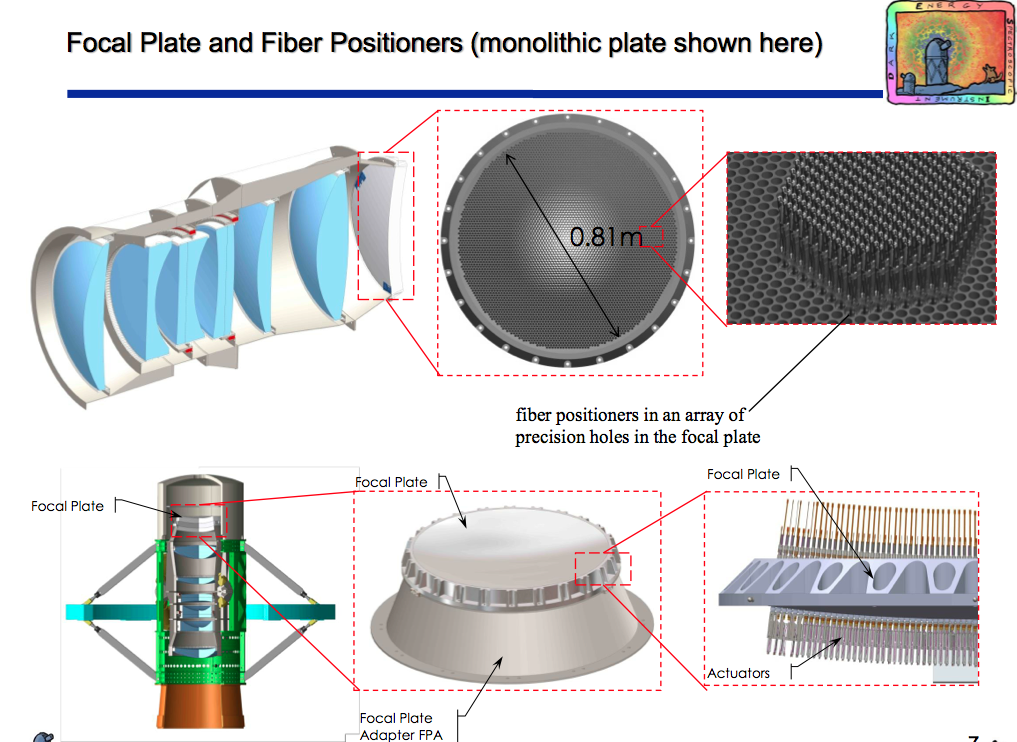 Focal Plate and Fiber Positioners (monolithic plate shown here)
DARK ENERGY SPECTROSCOPIC INSTRUMENT
0.81m
fiber positioners in an array of
precision holes in the focal plate
Focal Plate
Focal Plate
Focal Plate
Actuators
Focal Plate
Adapter FPA